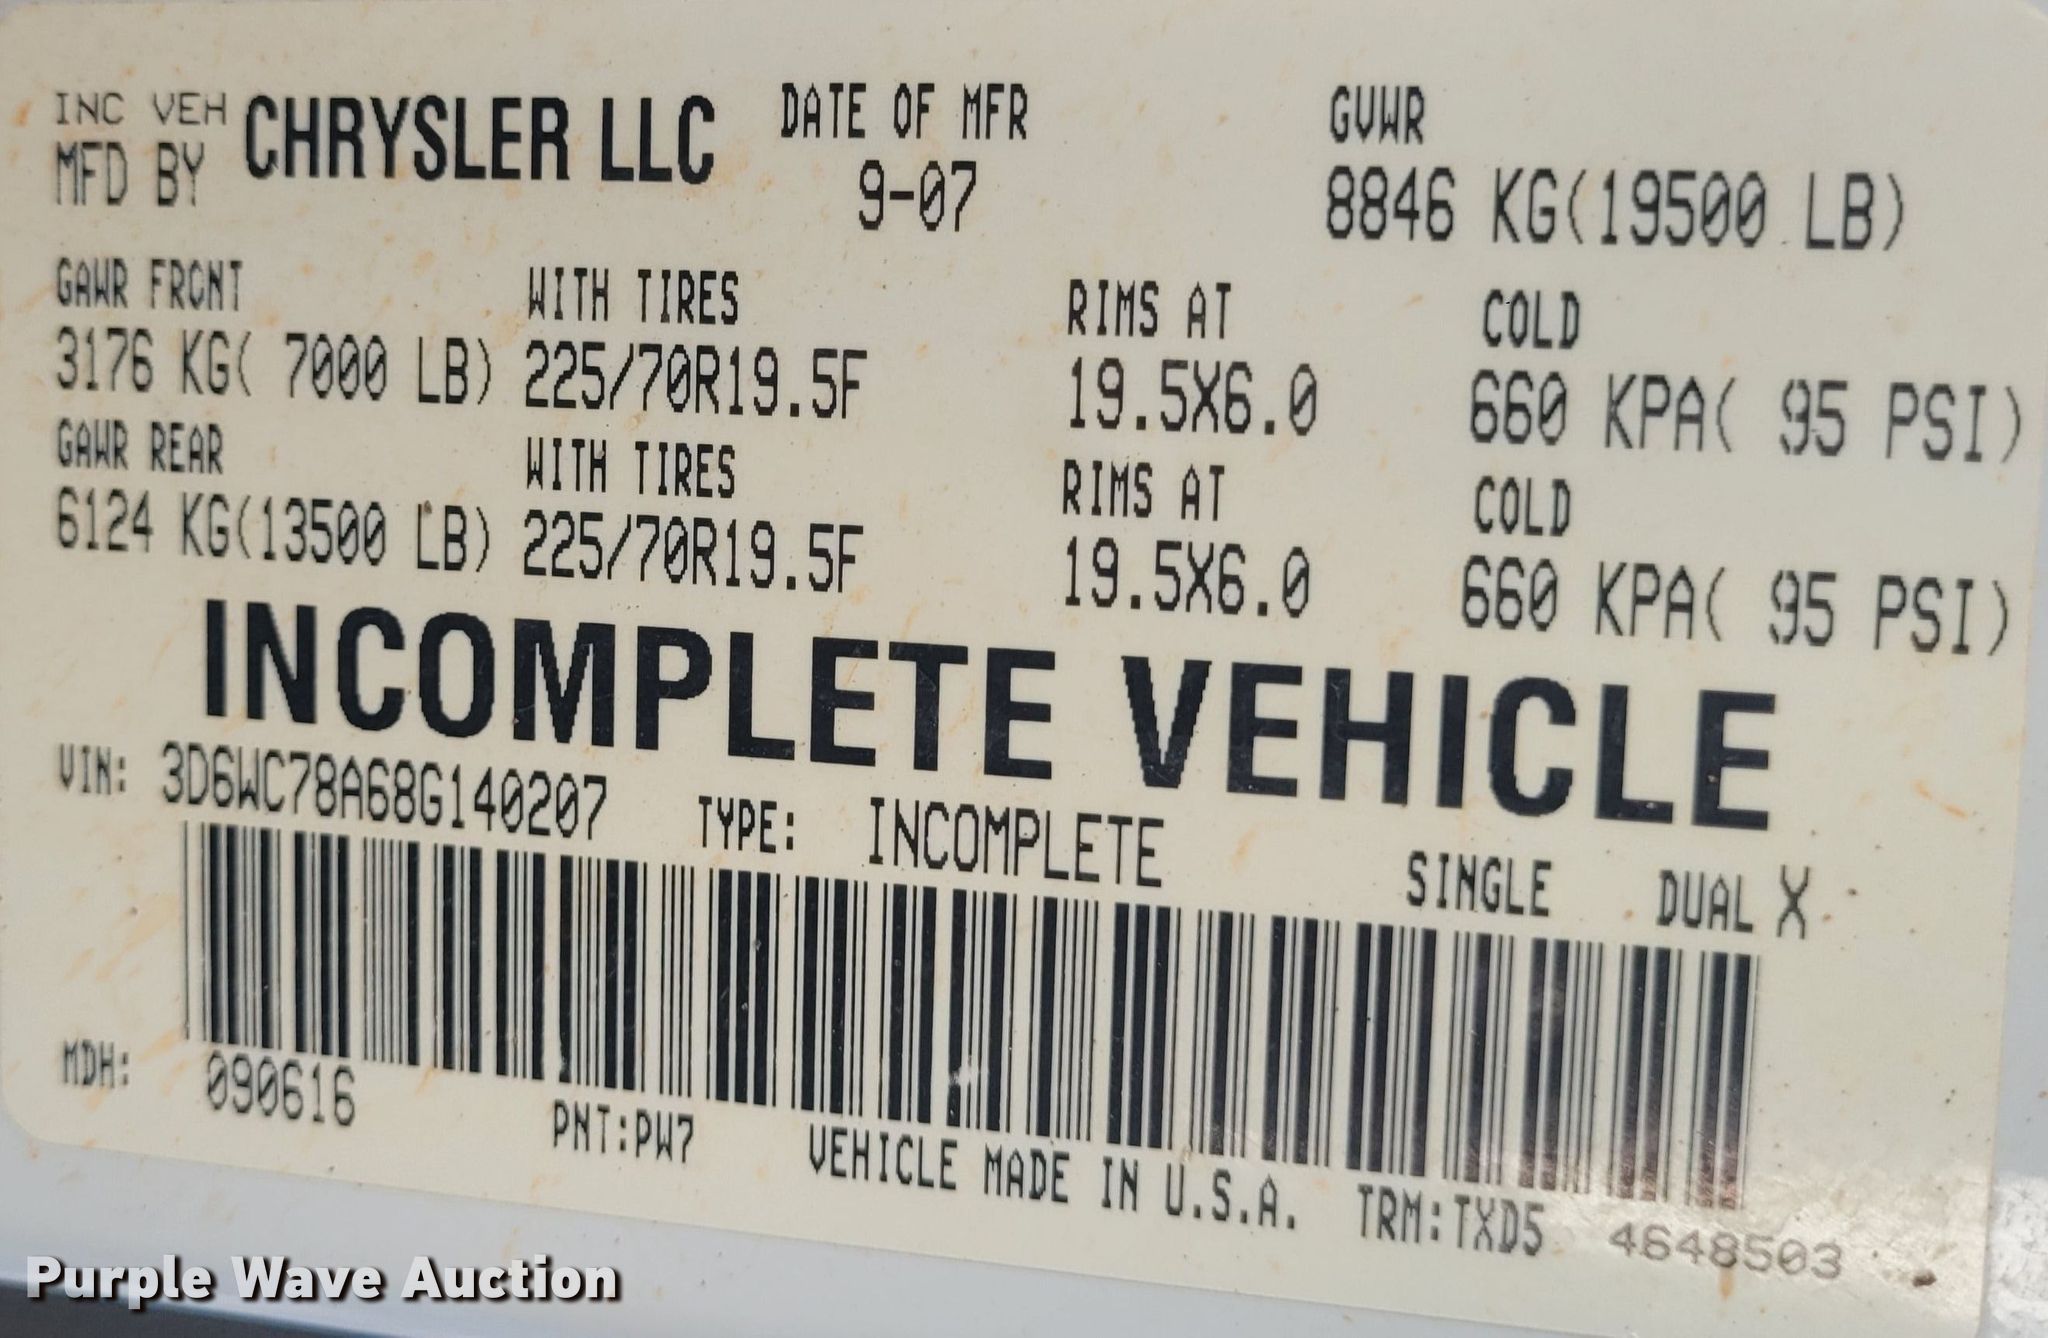 INC VEH MFD BY CHRYSLER LLC DATE OF MFR 9-07 GVWR 8846 KG(19500 LB)
GAWR FRONT WITH TIRES RIMS AT COLD
3176 KG( 7000 LB) 225/70R19.5F 19.5X6.0 660 KPA( 95 PSI)
GAWR REAR WITH TIRES RIMS AT COLD
6124 KG(13500 LB) 225/70R19.5F 19.5X6.0 660 KPA( 95 PSI)
INCOMPLETE VEHICLE
VIN: 3D6WC78A68G140207 TYPE: INCOMPLETE SINGLE DUAL X
MDH: 090616 PNT:PW7 VEHICLE MADE IN U.S.A. TRM:TXD5 4648503
Purple Wave Auction